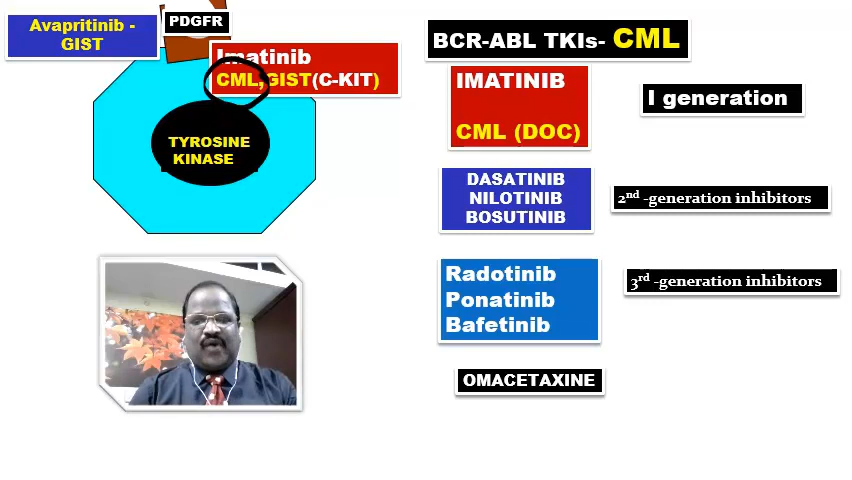 Avapritinib -
GIST
PDGFR
Imatinib
CML,GIST(C-KIT)
TYROSINE
KINASE
BCR-ABL TKIs- CML
IMATINIB
CML (DOC)
I generation
DASATINIB
NILOTINIB
BOSUTINIB
2nd -generation inhibitors
Radotinib
Ponatinib
Bafetinib
3rd -generation inhibitors
OMACETAXINE